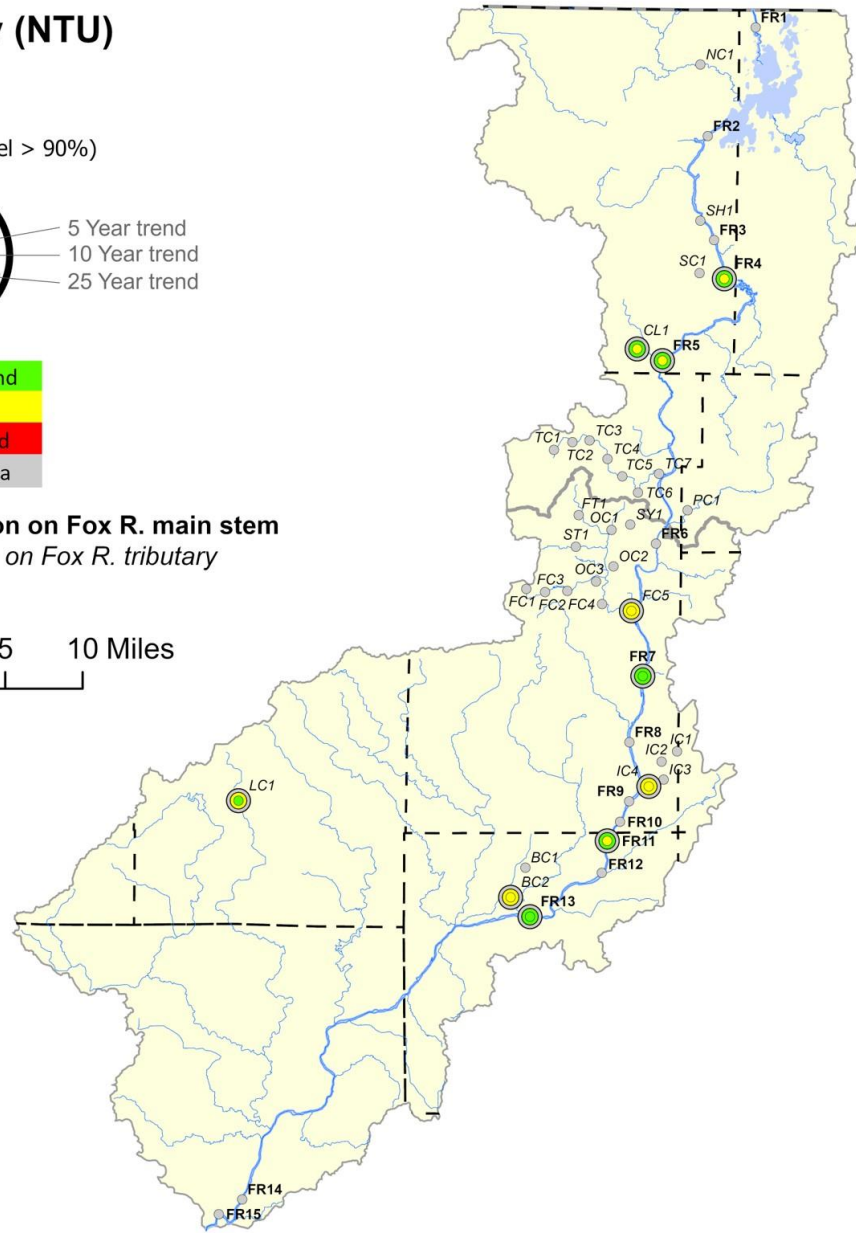 (NTU)
> 90%)
5 Year trend
10 Year trend
25 Year trend
on Fox R. main stem
on Fox R. tributary
5 10 Miles
FR1
NC1
FR2
SH1
FR3
SC1
FR4
CL1
FR5
TC1
TC2
TC3
TC4
TC5
TC7
TC6
PC1
FT1
OC1
SY1
ST1
FR6
OC2
OC3
FC3
FC1
FC2
FC4
FC5
FR7
FR8
IC1
IC2
IC4
IC3
LC1
FR9
FR10
FR11
BC1
FR12
BC2
FR13
FR14
FR15